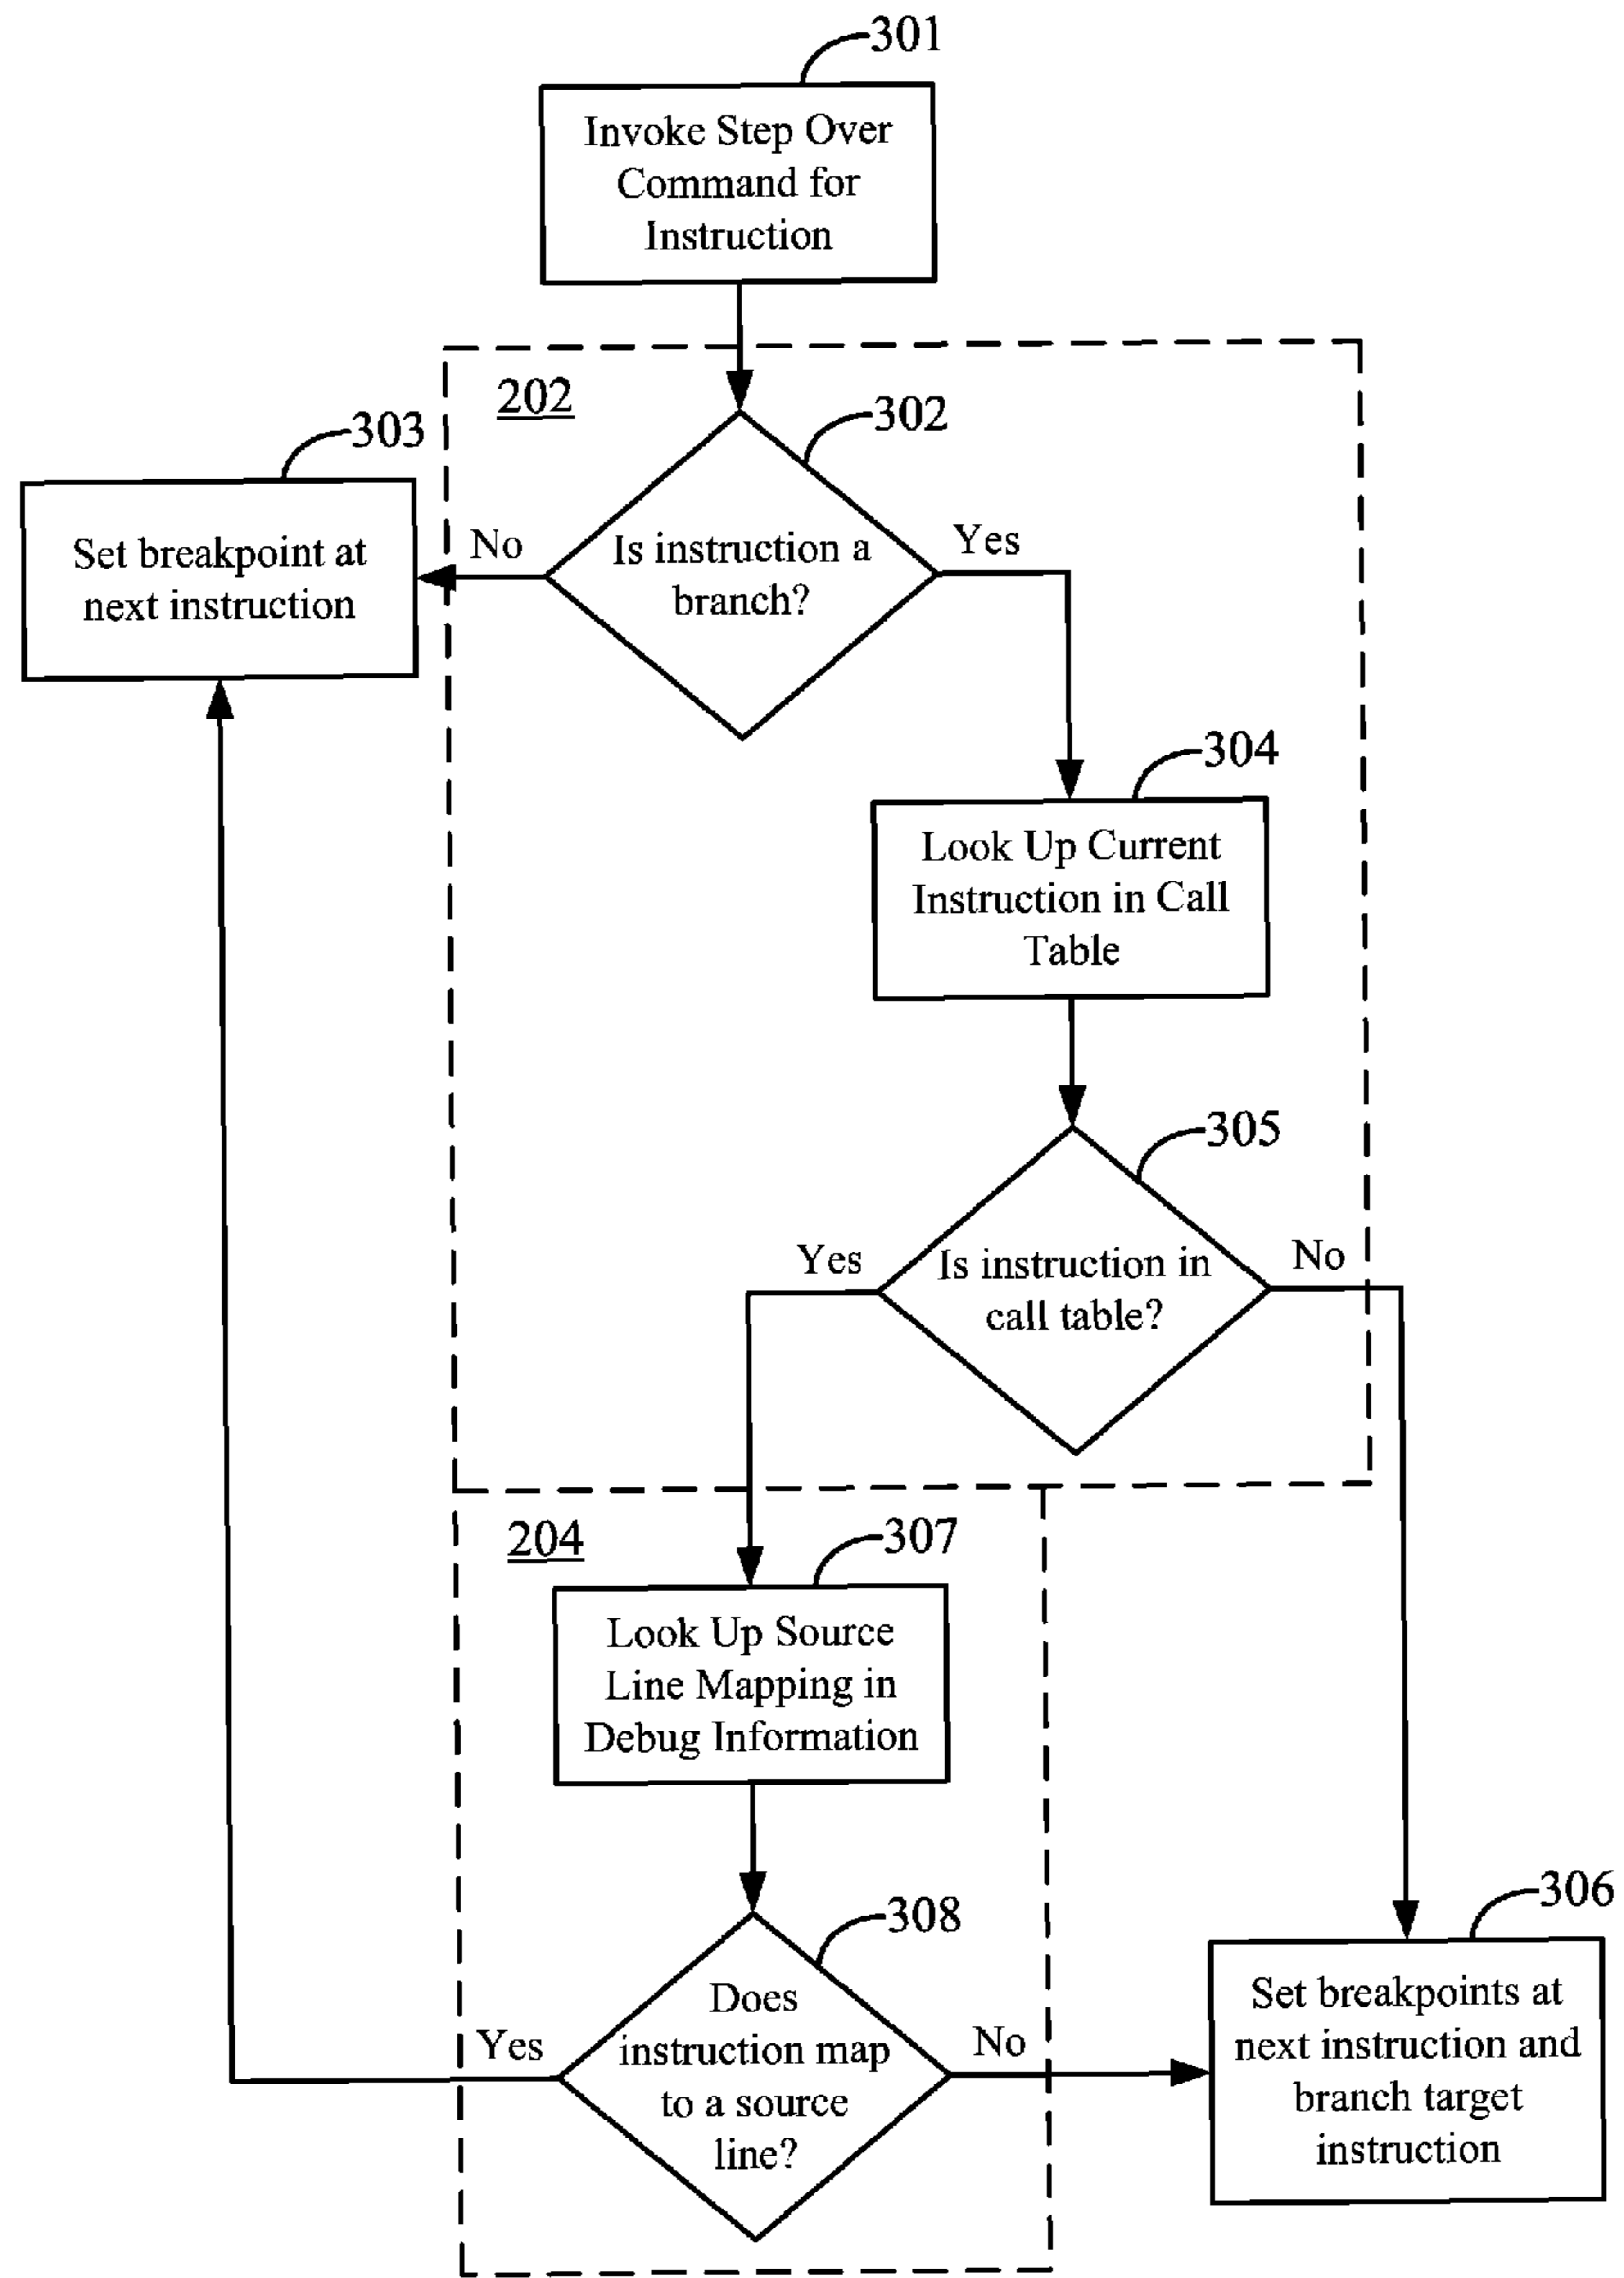 301
Invoke Step Over
Command for
Instruction
202
302
303
Set breakpoint at
next instruction
No
Is instruction a
branch?
Yes
304
Look Up Current
Instruction in Call
Table
305
Yes
Is instruction in
call table?
No
204
307
Look Up Source
Line Mapping in
Debug Information
308
Yes
Does
instruction map
to a source
line?
No
306
Set breakpoints at
next instruction and
branch target
instruction